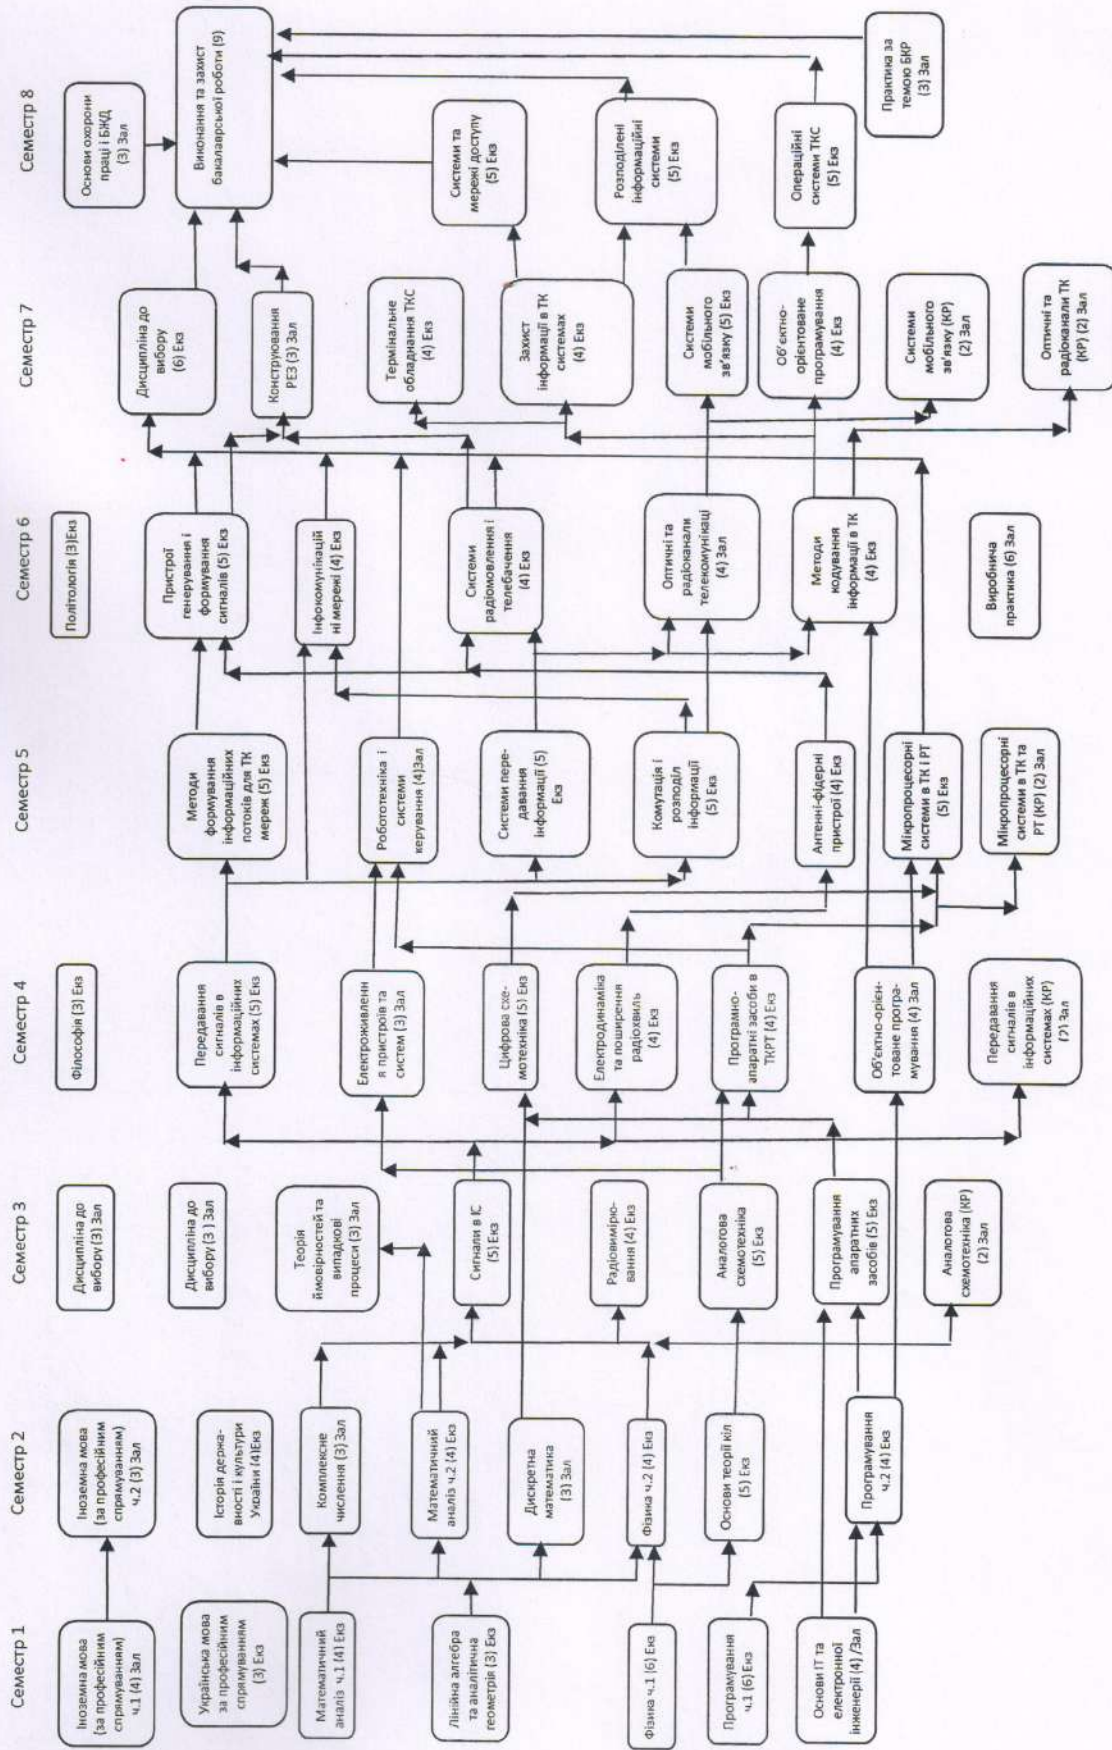 Семестр 1
Іноземна мова
(за професійним
спрямуванням)
ч.1 (4) Зал
Українська мова
за професійним
спрямуванням
(3) Екз
Математичний
аналіз ч.1 (4) Екз
Лінійна алгебра
та аналітична
геометрія (3) Екз
Фізика ч.1 (6) Екз
Програмування
ч.1 (6) Екз
Основи ІТ та
електронної
інженерії (4) /Зал
Семестр 2
Іноземна мова
(за професійним
спрямуванням)
ч.2 (3) Зал
Історія держа-
вності і культури
України (4)Екз
Комплексне
числення (3) Зал
Математичний
аналіз ч.2 (4) Екз
Дискретна
математика
(3) Зал
Фізика ч.2 (4) Екз
Основи теорії кіл
(5) Екз
Програмування
ч.2 (4) Екз
Семестр 3
Дисципліна до
вибору (3) Зал
Дисципліна до
вибору (3 ) Зал
Теорія
ймовірностей та
випадкові
процеси (3) Зал
Сигнали в ІС
(5) Екз
Радіовимірю-
вання (4) Екз
Аналогова
схемотехніка
(5) Екз
Програмування
апаратних
засобів (5) Екз
Аналогова
схемотехніка (КР)
(2) Зал
Семестр 4
Філософія (3) Екз
Передавання
сигналів в
інформаційних
системах (5) Екз
Електроживленн
я пристроїв та
систем (3) Зал
Цифрова схе-
мотехніка (5) Екз
Електродинаміка
та поширення
радіохвиль
(4) Екз
Програмно-
апаратні засоби в
ТКРТ (4) Екз
Об'єктно-орієн-
товане програ-
мування (4) Зал
Передавання
сигналів в
інформаційних
системах (КР)
(2) Зал
Семестр 5
Методи
формування
інформаційних
потоків для ТК
мереж (5) Екз
Робототехніка і
системи
керування (4)Зал
Системи пере-
давання
інформації (5)
Екз
Комутація і
розподіл
інформації
(5) Екз
Антенні-фідерні
пристрої (4) Екз
Мікропроцесорні
системи в ТК і РТ
(5) Екз
Мікропроцесорні
системи в ТК та
РТ (КР) (2) Зал
Семестр 6
Політологія (3)Екз
Пристрої
генерування і
формування
сигналів (5) Екз
Інфокомунікацій
ні мережі (4) Екз
Системи
радіомовлення і
телебачення
(4) Екз
Оптичні та
радіоканали
телекомунікації
(4) Зал
Методи
кодування
інформації в ТК
(4) Екз
Виробнича
практика (6) Зал
Семестр 7
Дисципліна до
вибору
(6) Екз
Конструювання
РЕЗ (3) Зал
Термінальне
обладнання ТКС
(4) Екз
Захист
інформації в ТК
системах
(4) Екз
Системи
мобільного
зв'язку (5) Екз
Об'єктно-
орієнтоване
програмування
(4) Екз
Системи
мобільного
зв'язку (КР)
(2) Зал
Оптичні та
радіоканали ТК
(КР) (2) Зал
Семестр 8
Основи охорони
праці і БЖД
(3) Зал
Виконання та захист
бакалаврської роботи (9)
Системи та
мережі доступу
(5) Екз
Розподілені
інформаційні
системи
(5) Екз
Операційні
системи ТКС
(5) Екз
Практика за
темою БКР
(3) Зал